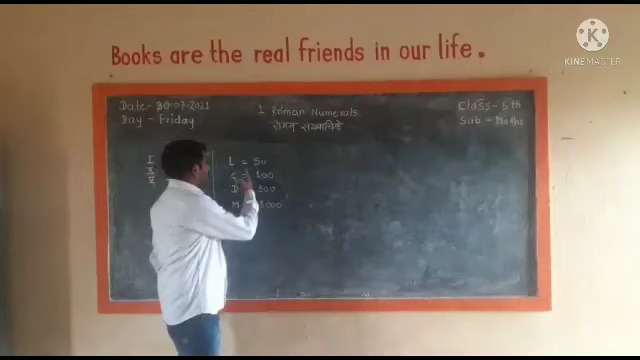 Books are the real friends in our life.
KINEMASTER
Date - 30-07-2021
Day - Friday
1 Roman Numerals
रोमन संख्याचिन्हे
Class - 5th
Sub - Maths
I
X
L = 50
C = 100
D 500
M 1000